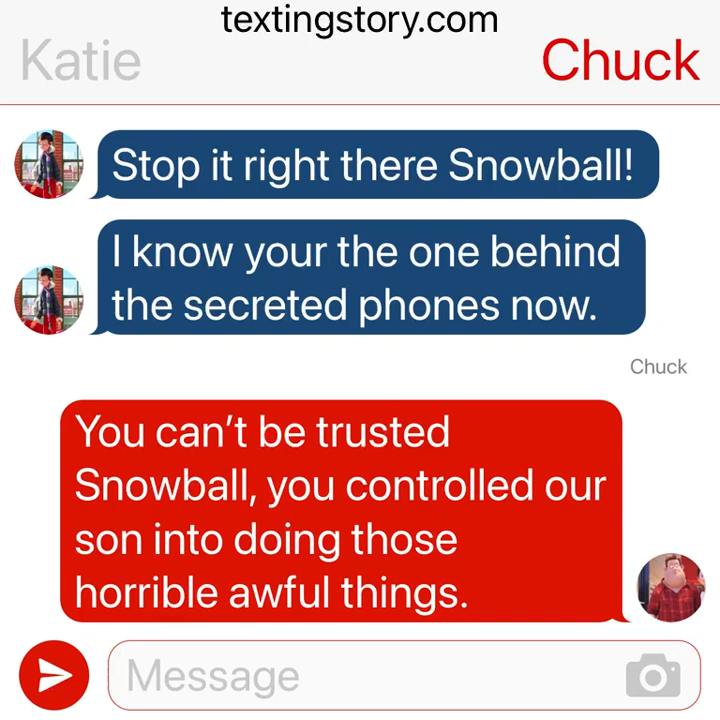 textingstory.com
Katie
Chuck
Stop it right there Snowball!
I know your the one behind
the secreted phones now.
Chuck
You can’t be trusted
Snowball, you controlled our
son into doing those
horrible awful things.
Message